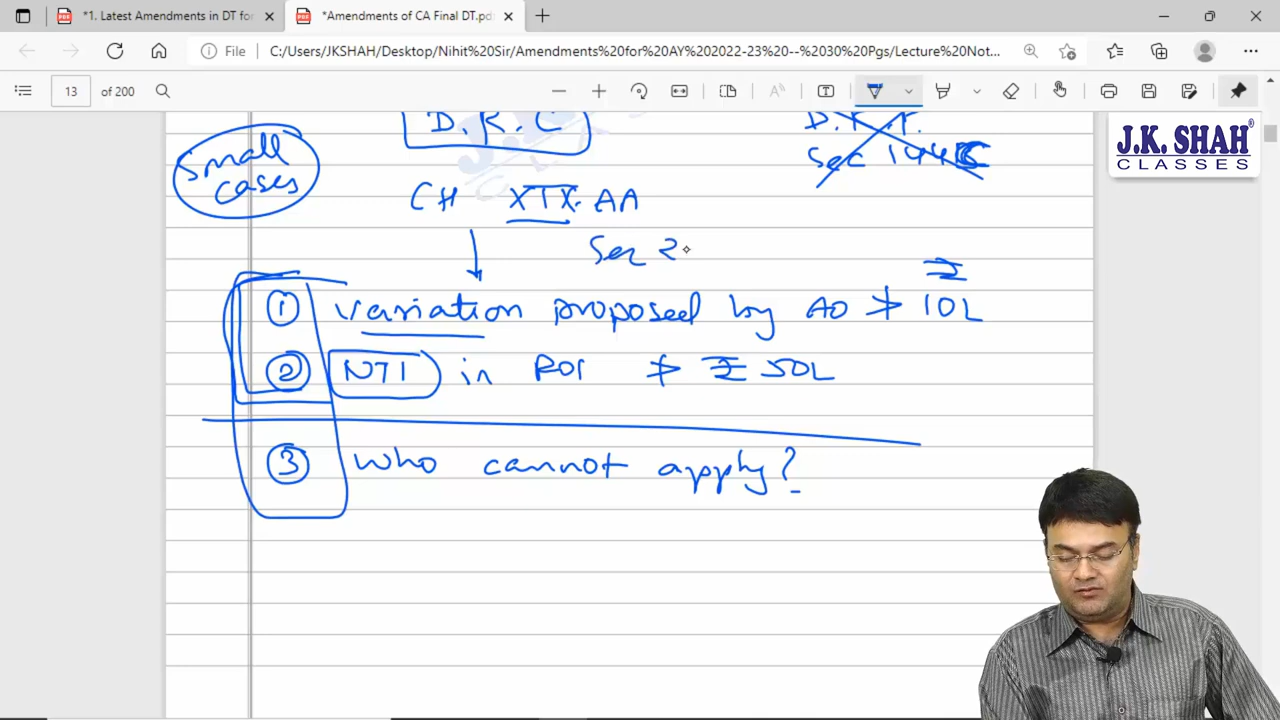 *1. Latest Amendments in DT for
*Amendments of CA Final DT.pdf
File C:/Users/JKSHAH/Desktop/Nihit%20Sir/Amendments%20for%20AY%202022-23%20--%2030%20Pgs/Lecture%20Not...
13 of 200
D.R.C
D.R.P.
Sec 144C
Small cases
CH XIX-AA
Sec 2
① variation proposed by AO ≯ ₹ 10L
② NTI in ROI ≯ ₹ 50L
③ Who cannot apply?
J.K. SHAH
CLASSES